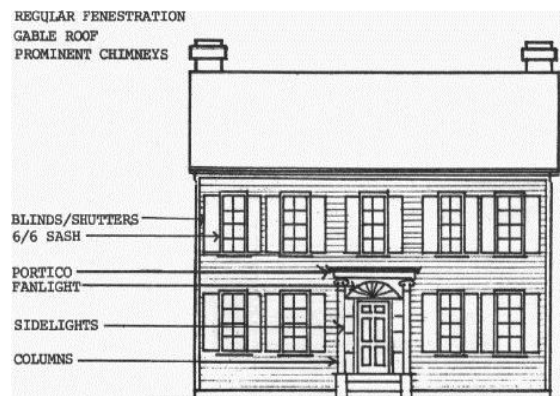 REGULAR FENESTRATION
GABLE ROOF
PROMINENT CHIMNEYS
BLINDS/SHUTTERS
6/6 SASH
PORTICO
FANLIGHT
SIDELIGHTS
COLUMNS